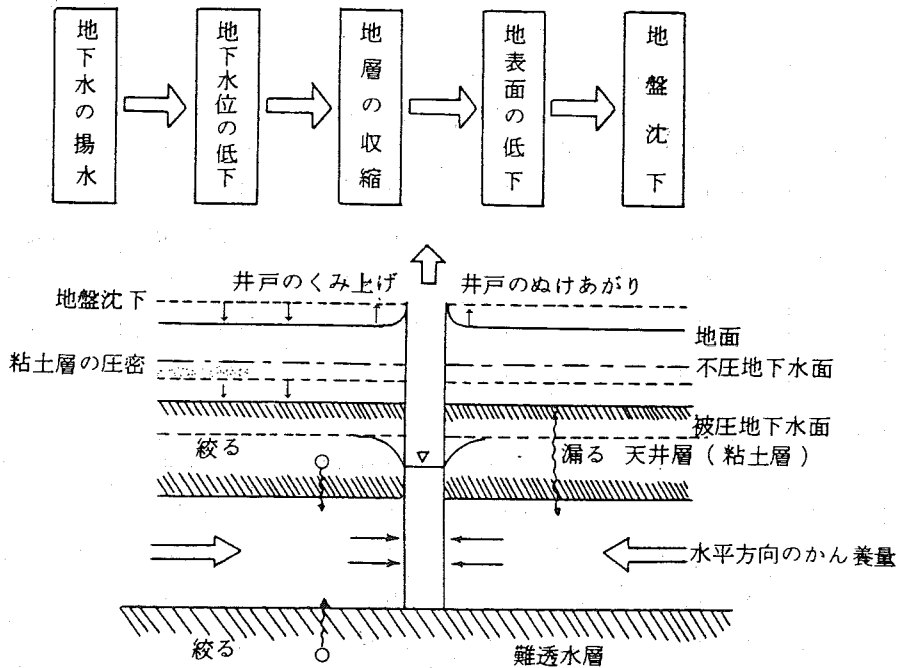 地下水の揚水
地下水位の低下
地層の収縮
地表面の低下
地盤沈下
井戸のくみ上げ
井戸のぬけあがり
地盤沈下
地面
粘土層の圧密
不圧地下水面
被圧地下水面
絞る
漏る 天井層(粘土層)
水平方向のかん養量
絞る
難透水層